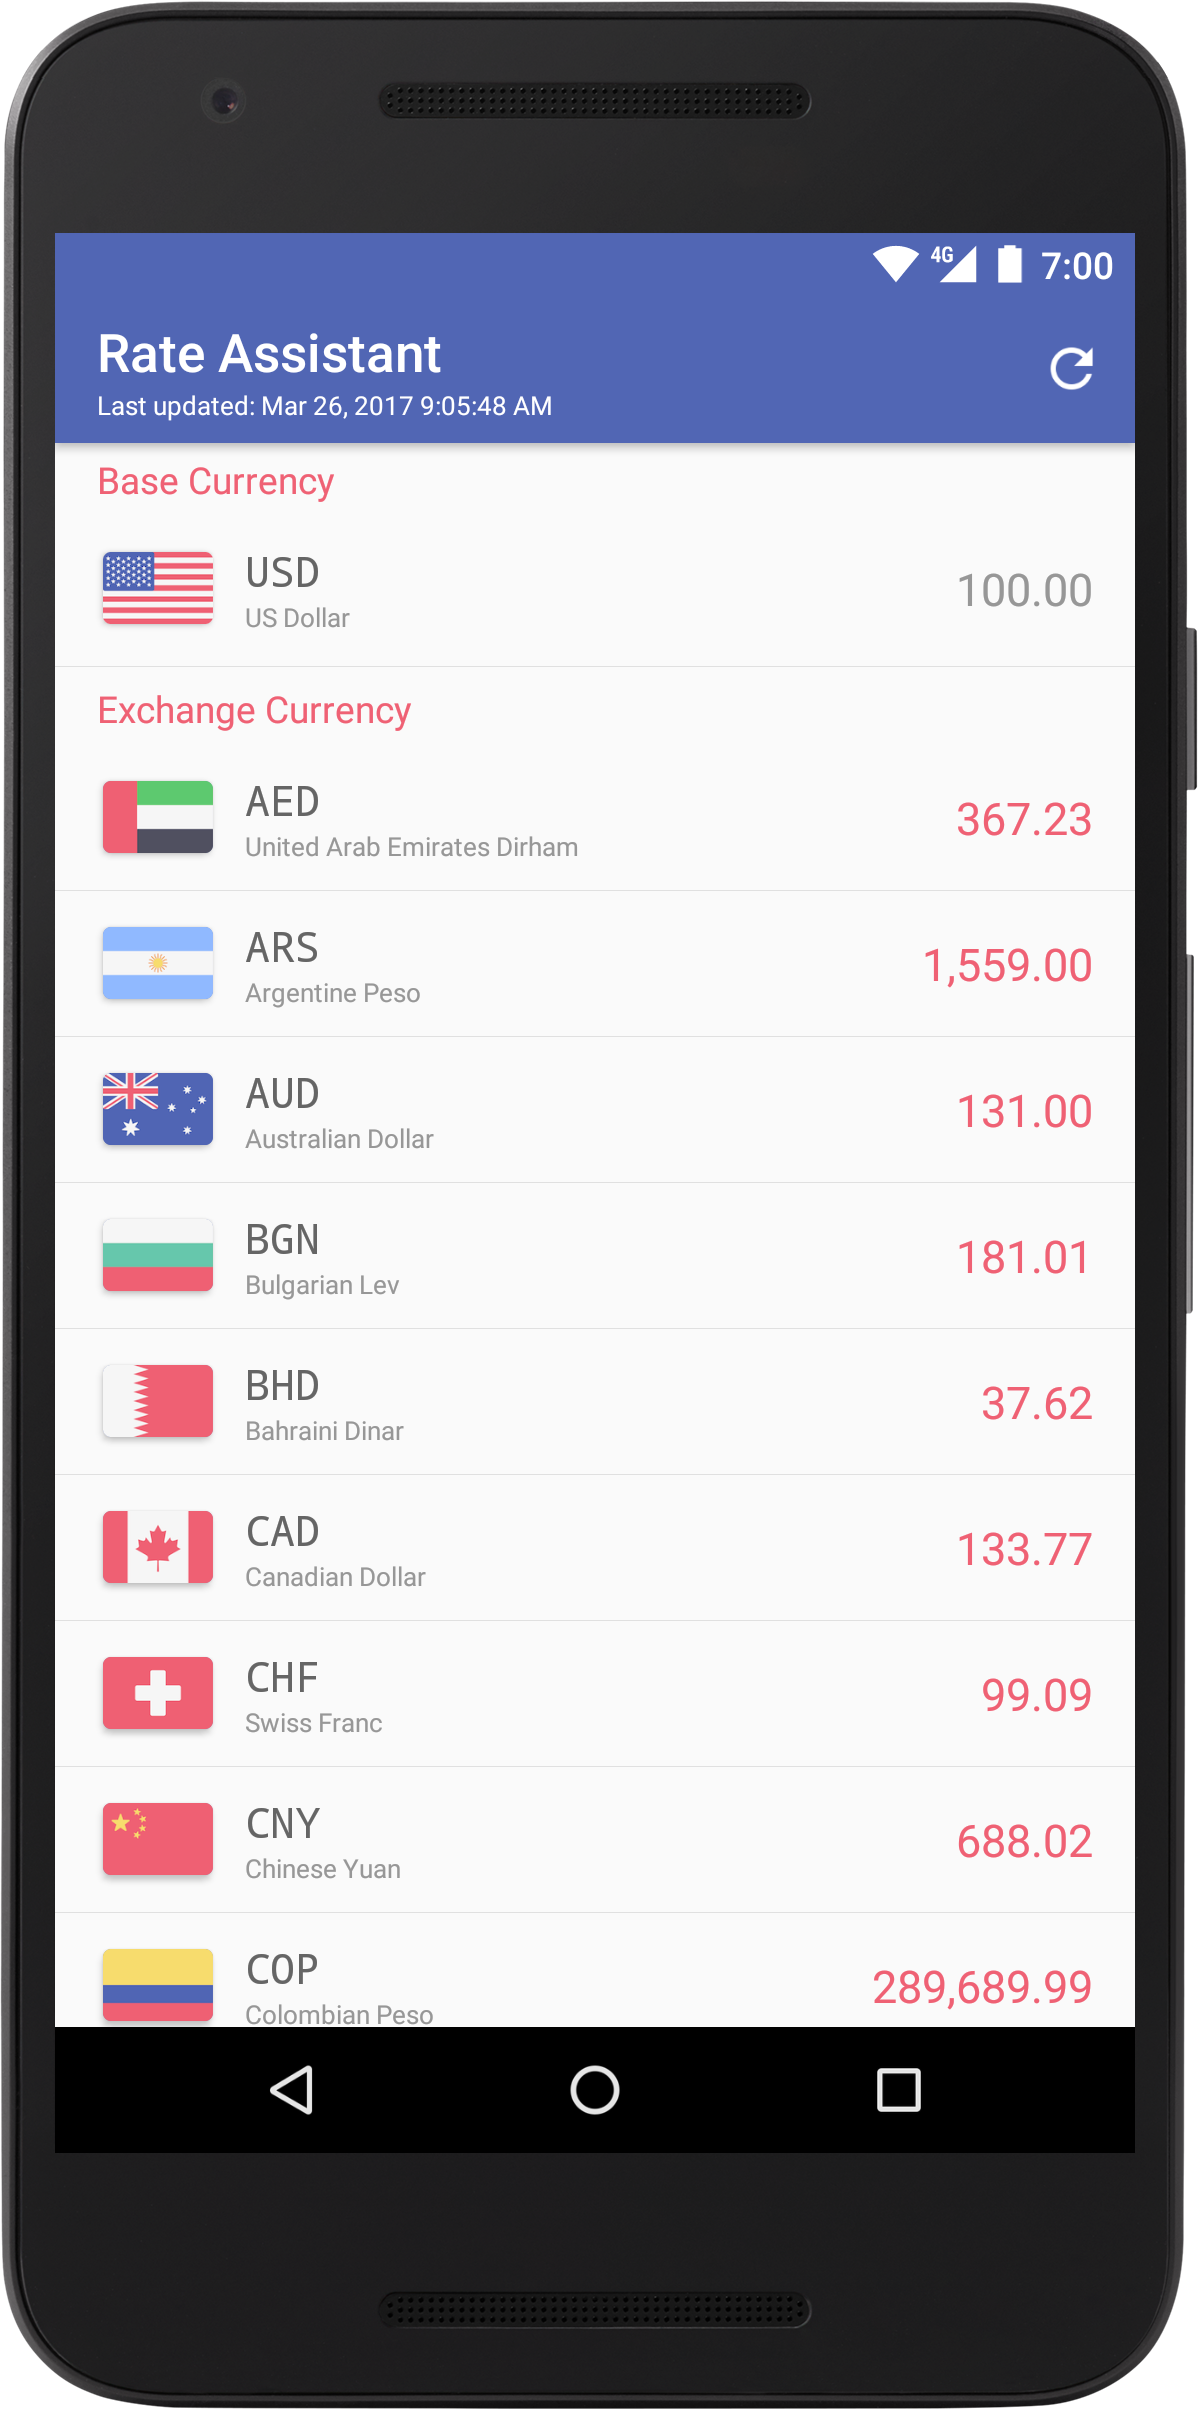 4G 7:00
Rate Assistant
Last updated: Mar 26, 2017 9:05:48 AM
Base Currency
USD
US Dollar
100.00
Exchange Currency
AED
United Arab Emirates Dirham
367.23
ARS
Argentine Peso
1,559.00
AUD
Australian Dollar
131.00
BGN
Bulgarian Lev
181.01
BHD
Bahraini Dinar
37.62
CAD
Canadian Dollar
133.77
CHF
Swiss Franc
99.09
CNY
Chinese Yuan
688.02
COP
Colombian Peso
289,689.99